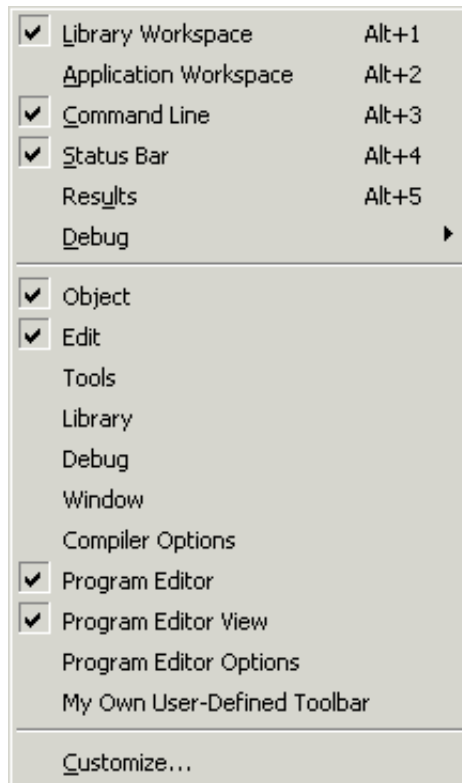 Library Workspace Alt+1
Application Workspace Alt+2
Command Line Alt+3
Status Bar Alt+4
Results Alt+5
Debug
Object
Edit
Tools
Library
Debug
Window
Compiler Options
Program Editor
Program Editor View
Program Editor Options
My Own User-Defined Toolbar
Customize...